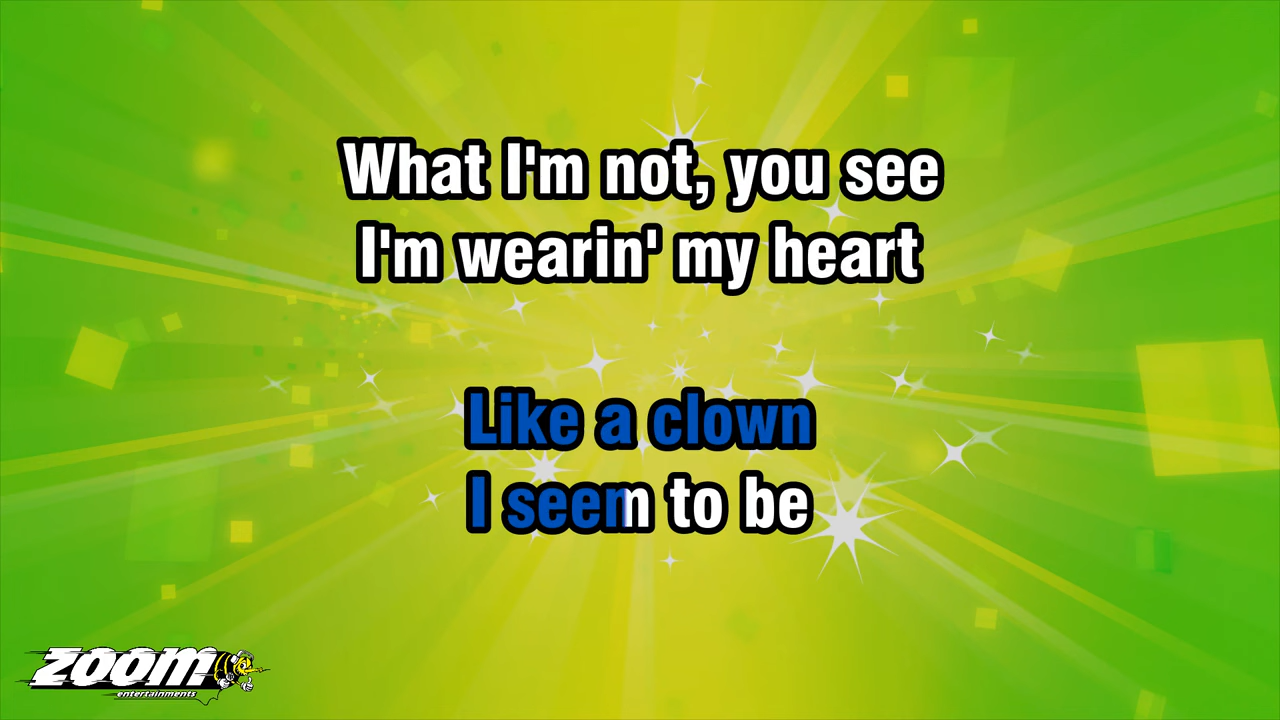 What I'm not, you see
I'm wearin' my heart
Like a clown
I seem to be
ZOOM
entertainments